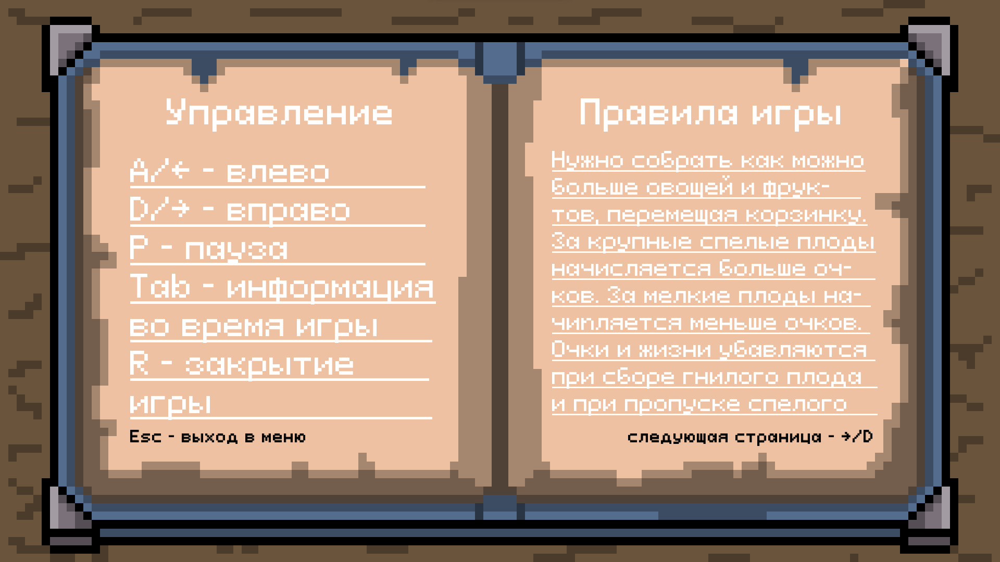 Управление
A/← - влево
D/→ - вправо
P - пауза
Tab - информация
во время игры
R - закрытие
игры
Esc - выход в меню
Правила игры
Нужно собрать как можно
больше овощей и фрук-
тов, перемещая корзинку.
За крупные спелые плоды
начисляется больше оч-
ков. За мелкие плоды на-
чипляется меньше очков.
Очки и жизни убавляются
при сборе гнилого плода
и при пропуске спелого
следующая страница - →/D